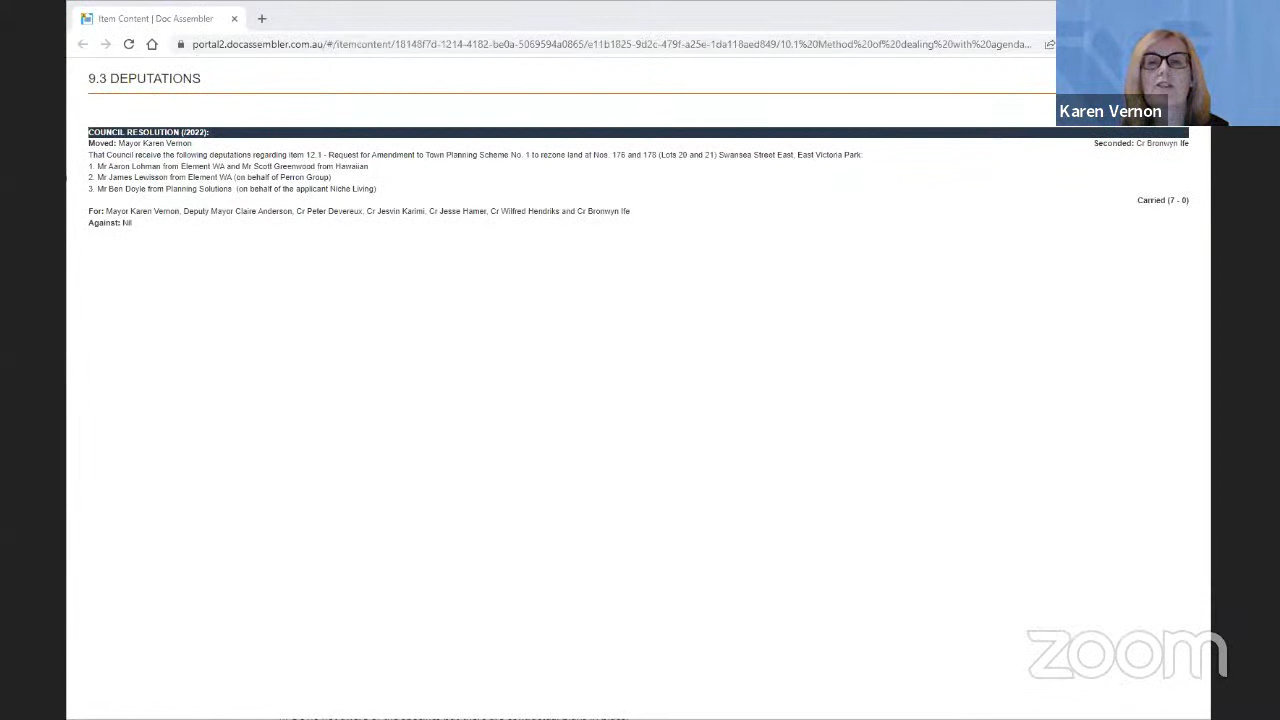 Item Content | Doc Assembler
portal2.docassembler.com.au/#/itemcontent/18148f7d-1214-4182-be0a-5069594a0865/e11b1825-9d2c-479f-a25e-1da118aed849/10.1%20Method%20of%20dealing%20with%20agenda...
Karen Vernon
9.3 DEPUTATIONS
COUNCIL RESOLUTION (/2022):
Moved: Mayor Karen Vernon Seconded: Cr Bronwyn Ife
That Council receive the following deputations regarding item 12.1 - Request for Amendment to Town Planning Scheme No. 1 to rezone land at Nos. 176 and 178 (Lots 20 and 21) Swansea Street East, East Victoria Park:
1. Mr Aaron Lohman from Element WA and Mr Scott Greenwood from Hawaiian
2. Mr James Lewisson from Element WA (on behalf of Perron Group)
3. Mr Ben Doyle from Planning Solutions (on behalf of the applicant Niche Living)
Carried (7 - 0)
For: Mayor Karen Vernon, Deputy Mayor Claire Anderson, Cr Peter Devereux, Cr Jesvin Karimi, Cr Jesse Hamer, Cr Wilfred Hendriks and Cr Bronwyn Ife
Against: Nil
zoom